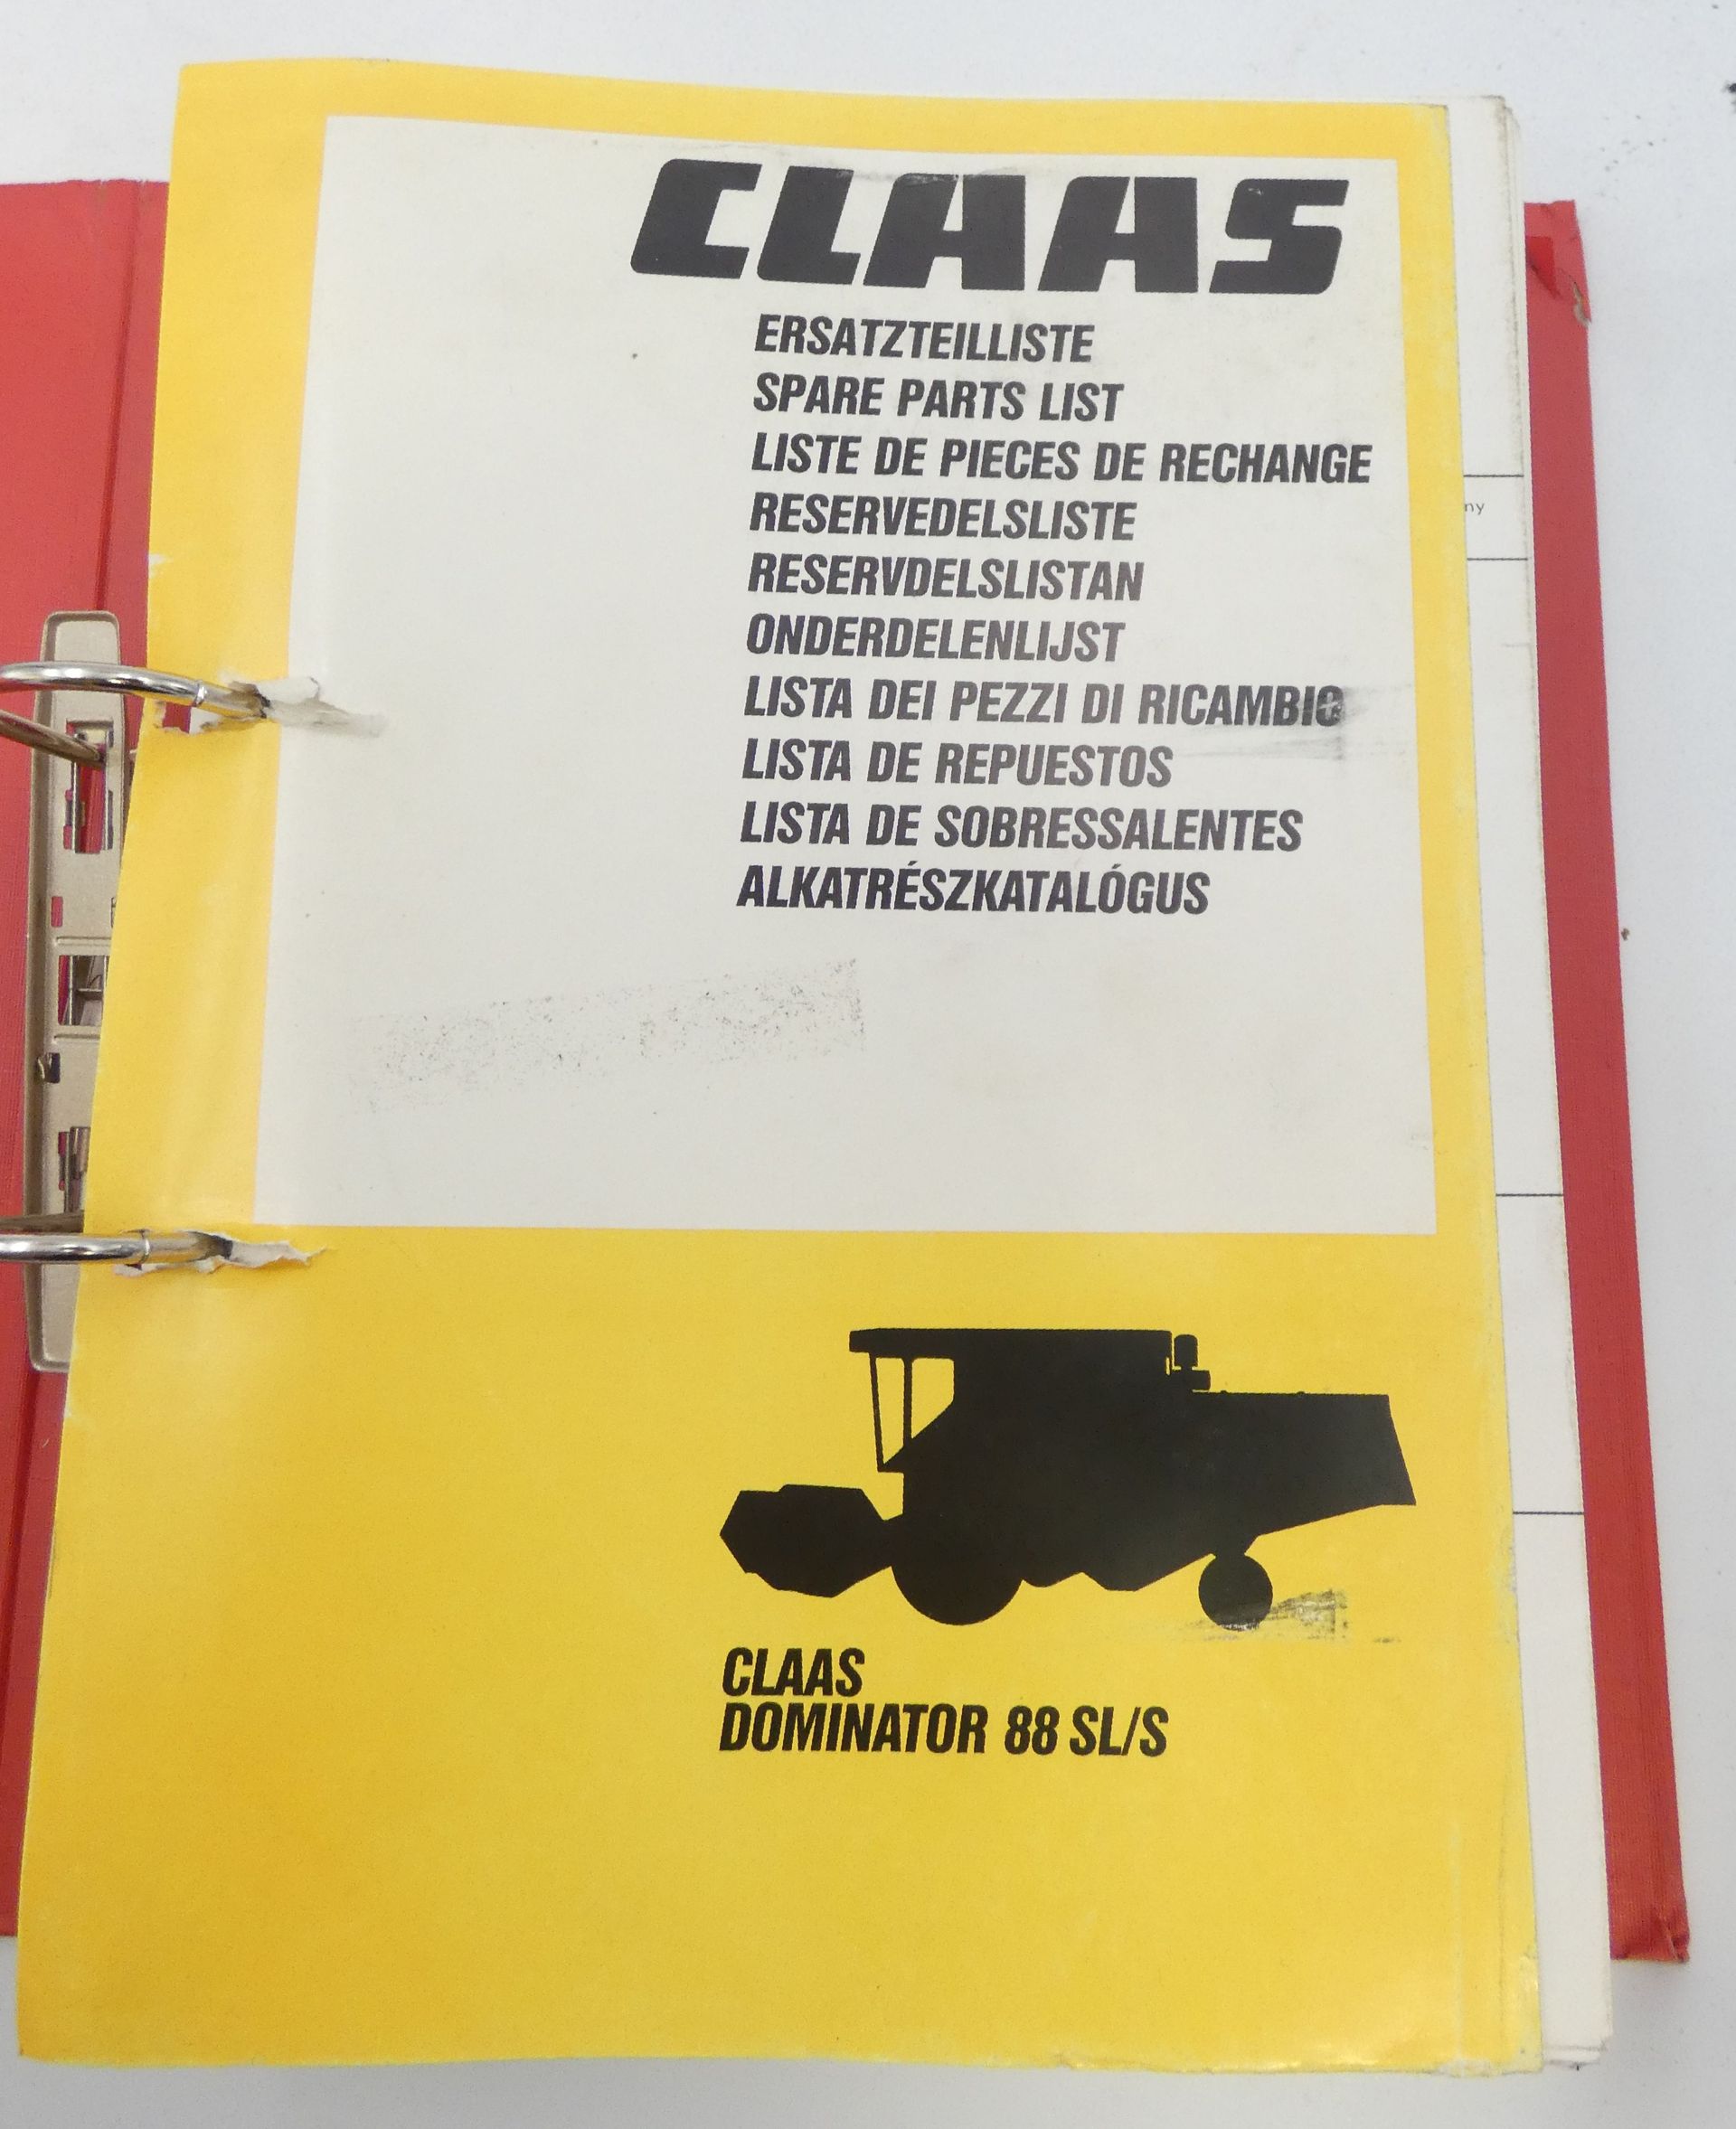 CLAAS
ERSATZTEILLISTE
SPARE PARTS LIST
LISTE DE PIECES DE RECHANGE
RESERVEDELSLISTE
RESERVDELSLISTAN
ONDERDELENLIJST
LISTA DEI PEZZI DI RICAMBIO
LISTA DE REPUESTOS
LISTA DE SOBRESSALENTES
ALKATRÉSZKATALÓGUS
ny
CLAAS
DOMINATOR 88 SL/S